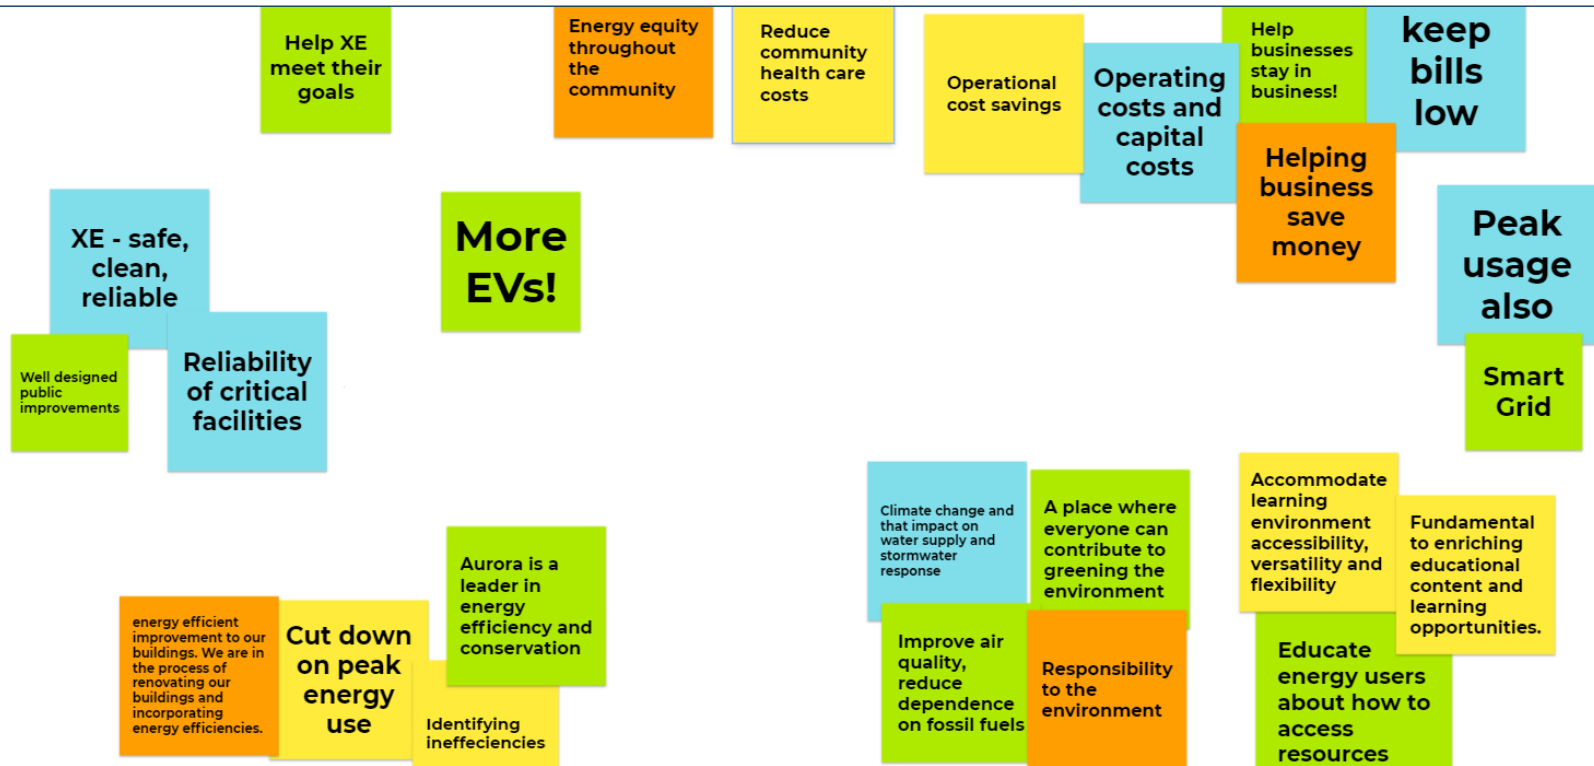 Help XE
meet their
goals
Energy equity
throughout
the
community
Reduce
community
health care
costs
Operational
cost savings
Operating
costs and
capital
costs
Help
businesses
stay in
business!
keep
bills
low
Helping
business
save
money
Peak
usage
also
Smart
Grid
XE - safe,
clean,
reliable
Well designed
public
improvements
Reliability
of critical
facilities
More
EVs!
energy efficient
improvement to our
buildings. We are in
the process of
renovating our
buildings and
incorporating
energy efficiencies.
Cut down
on peak
energy
use
Aurora is a
leader in
energy
efficiency and
conservation
Identifying
ineffeciencies
Climate change and
that impact on
water supply and
stormwater
response
A place where
everyone can
contribute to
greening the
environment
Improve air
quality,
reduce
dependence
on fossil fuels
Responsibility
to the
environment
Accommodate
learning
environment
accessibility,
versatility and
flexibility
Fundamental
to enriching
educational
content and
learning
opportunities.
Educate
energy users
about how to
access
resources